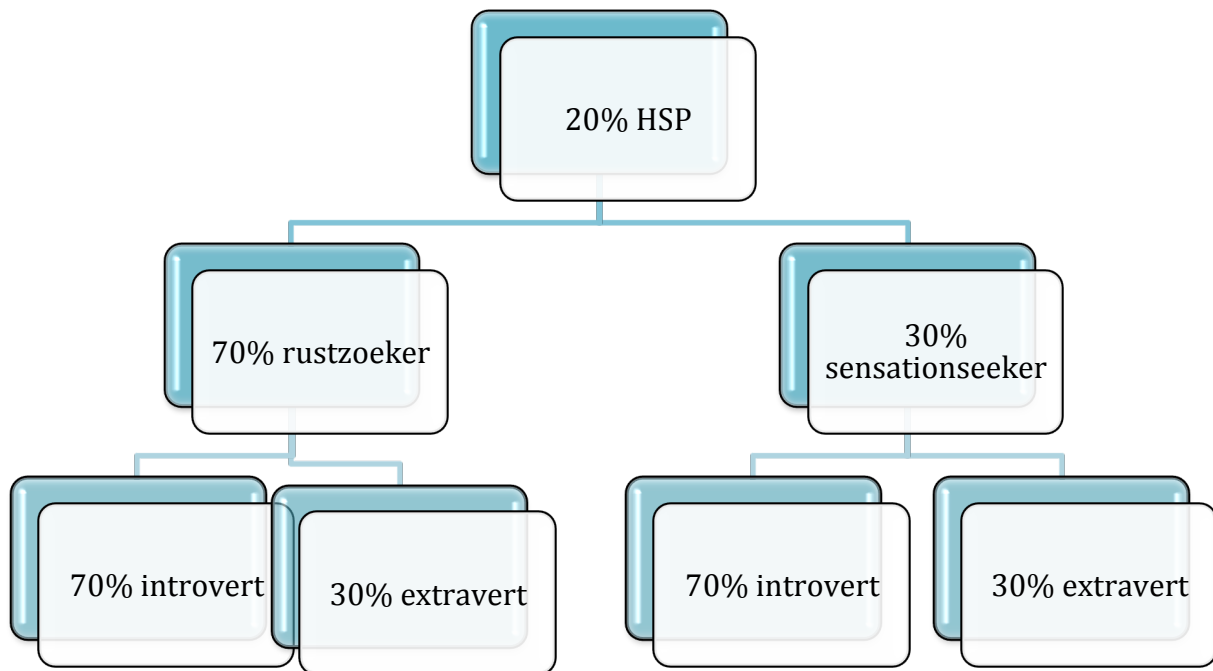 20% HSP
70% rustzoeker
30%
sensationseeker
70% introvert
30% extravert
70% introvert
30% extravert